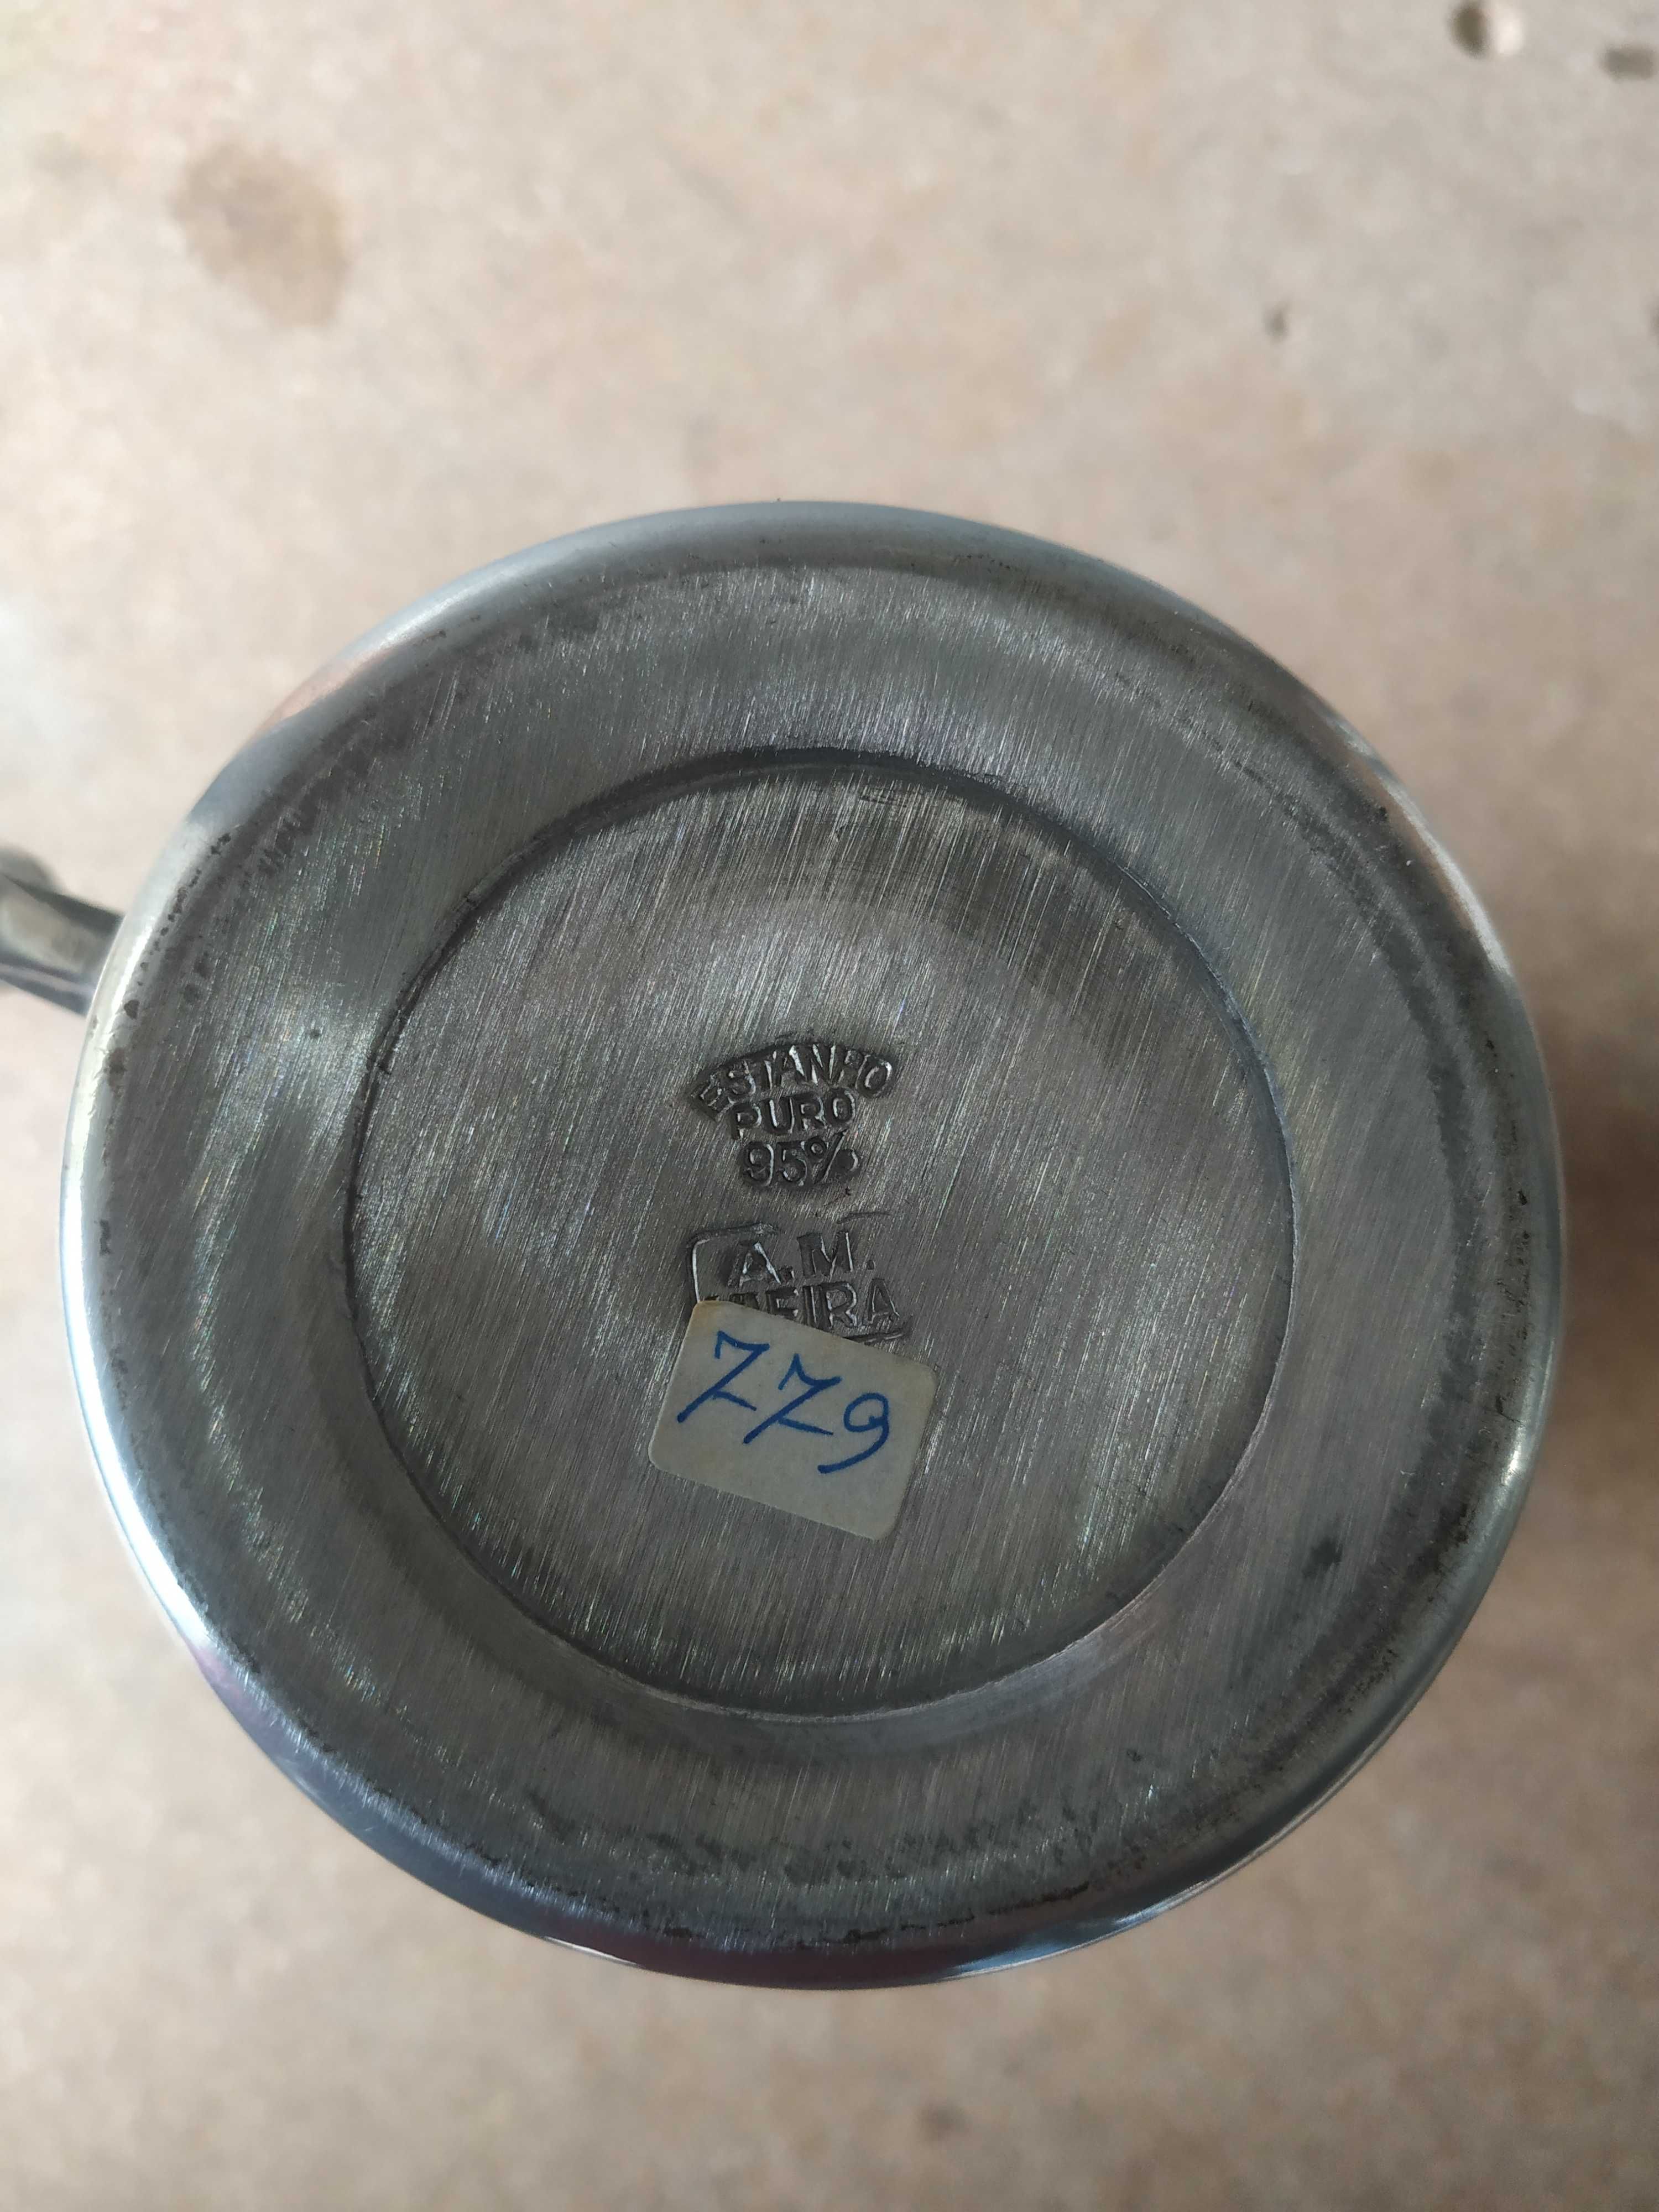 ESTANHO
PURO
95%
A.M.
779